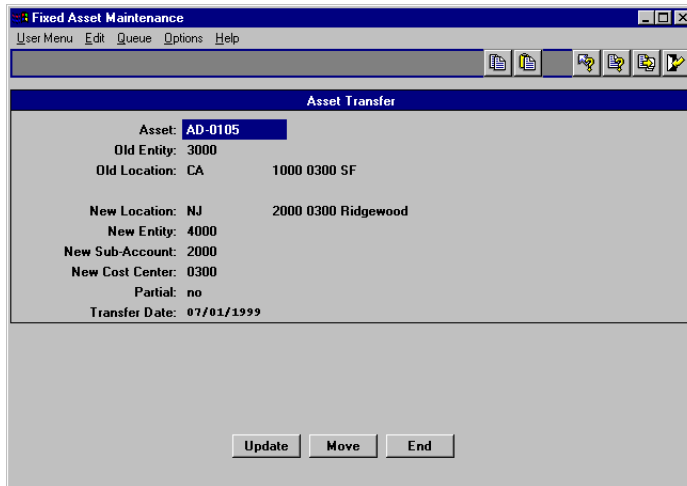 Fixed Asset Maintenance
User Menu Edit Queue Options Help
Asset Transfer
Asset: AD-0105
Old Entity: 3000
Old Location: CA 1000 0300 SF
New Location: NJ 2000 0300 Ridgewood
New Entity: 4000
New Sub-Account: 2000
New Cost Center: 0300
Partial: no
Transfer Date: 07/01/1999
Update Move End